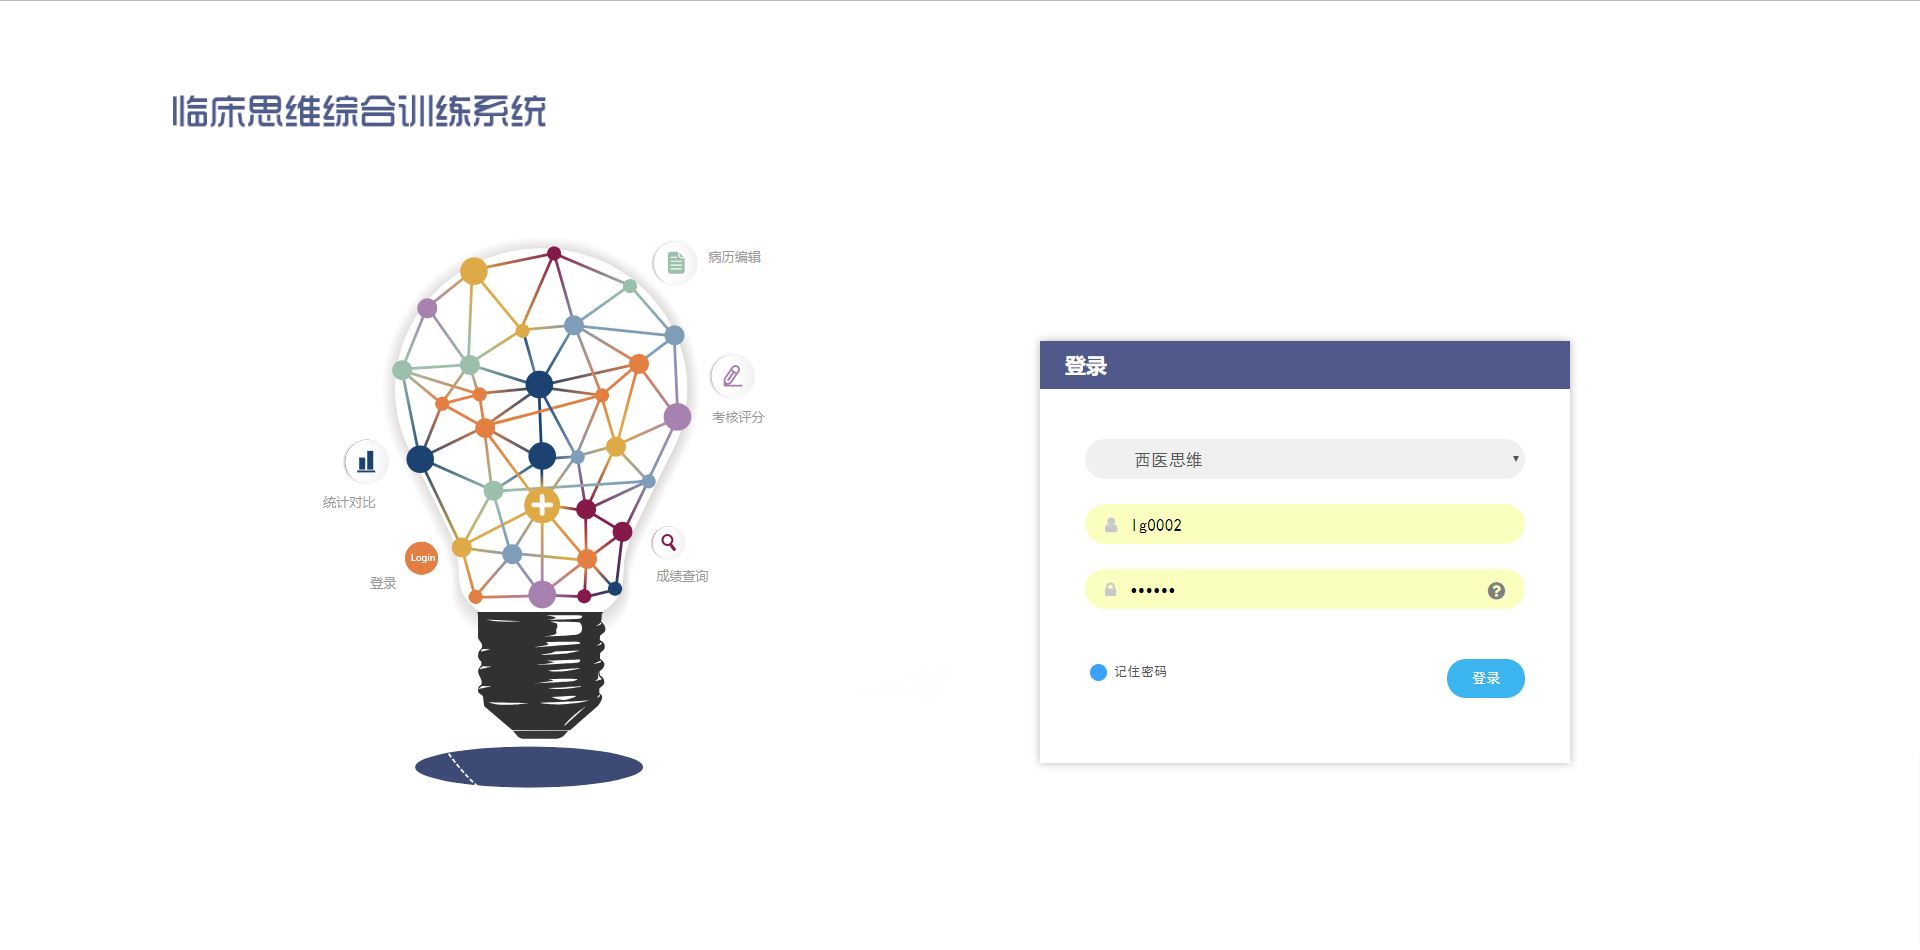 临床思维综合训练系统
病历编辑
考核评分
统计对比
Login
登录
成绩查询
登录
西医思维
lg0002
••••••
记住密码
登录